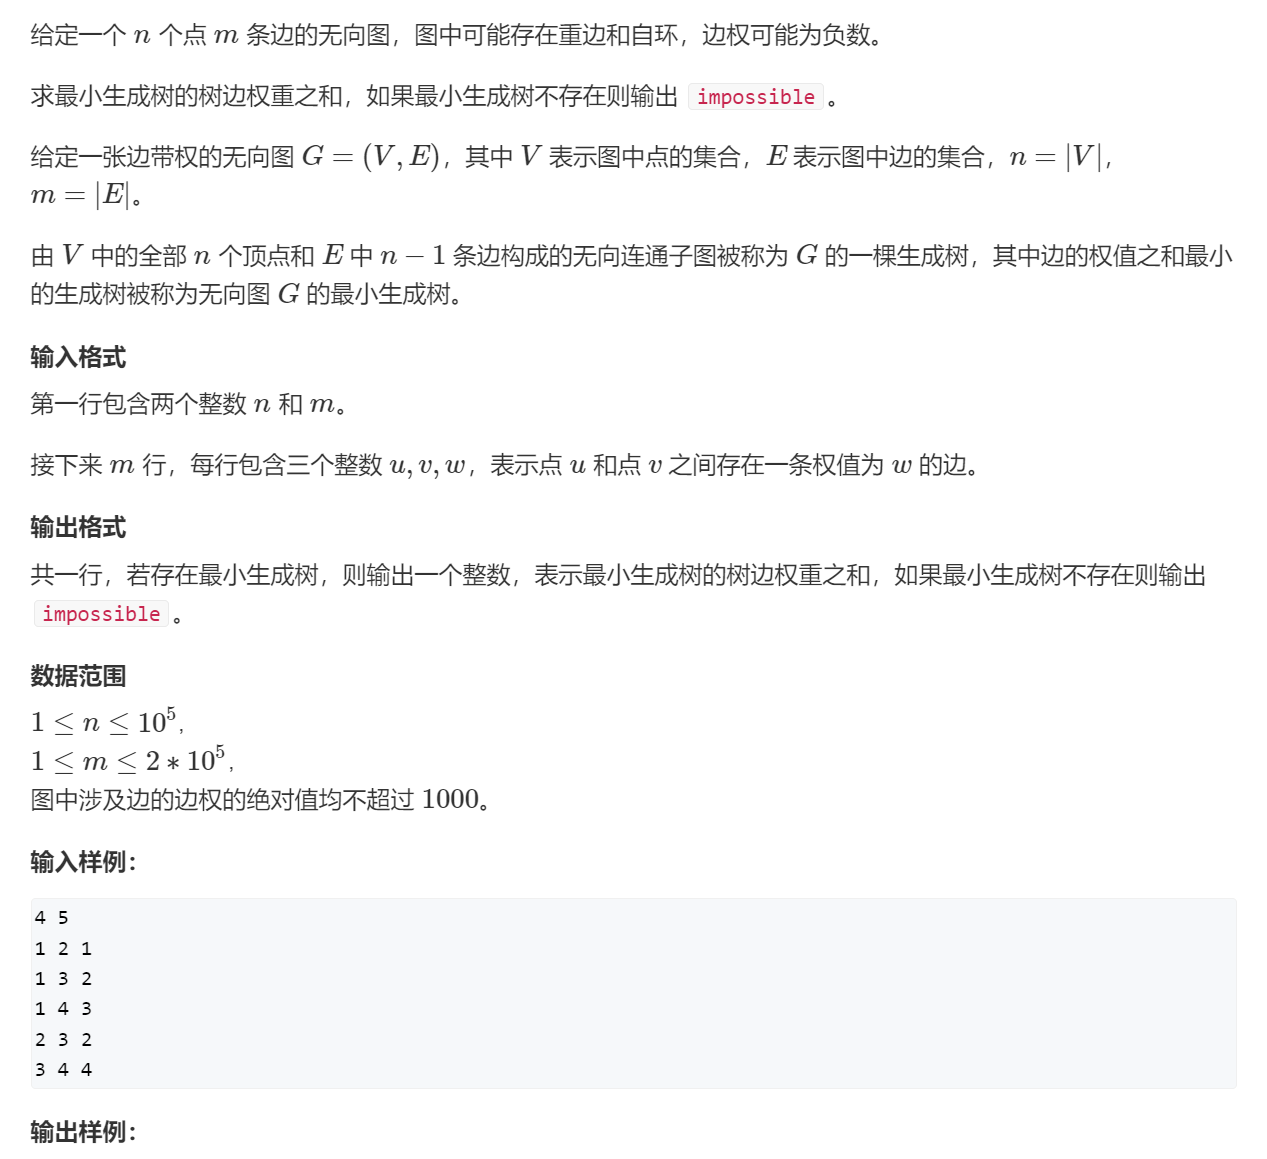 给定一个 n 个点 m 条边的无向图，图中可能存在重边和自环，边权可能为负数。
求最小生成树的树边权重之和，如果最小生成树不存在则输出 impossible 。
给定一张边带权的无向图 G = (V, E)，其中 V 表示图中点的集合，E 表示图中边的集合，n = |V|，
m = |E|。
由 V 中的全部 n 个顶点和 E 中 n − 1 条边构成的无向连通子图被称为 G 的一棵生成树，其中边的权值之和最小
的生成树被称为无向图 G 的最小生成树。
输入格式
第一行包含两个整数 n 和 m。
接下来 m 行，每行包含三个整数 u, v, w，表示点 u 和点 v 之间存在一条权值为 w 的边。
输出格式
共一行，若存在最小生成树，则输出一个整数，表示最小生成树的树边权重之和，如果最小生成树不存在则输出
impossible 。
数据范围
1 ≤ n ≤ 10⁵,
1 ≤ m ≤ 2 * 10⁵,
图中涉及边的边权的绝对值均不超过 1000。
输入样例：
4 5
1 2 1
1 3 2
1 4 3
2 3 2
3 4 4
输出样例：